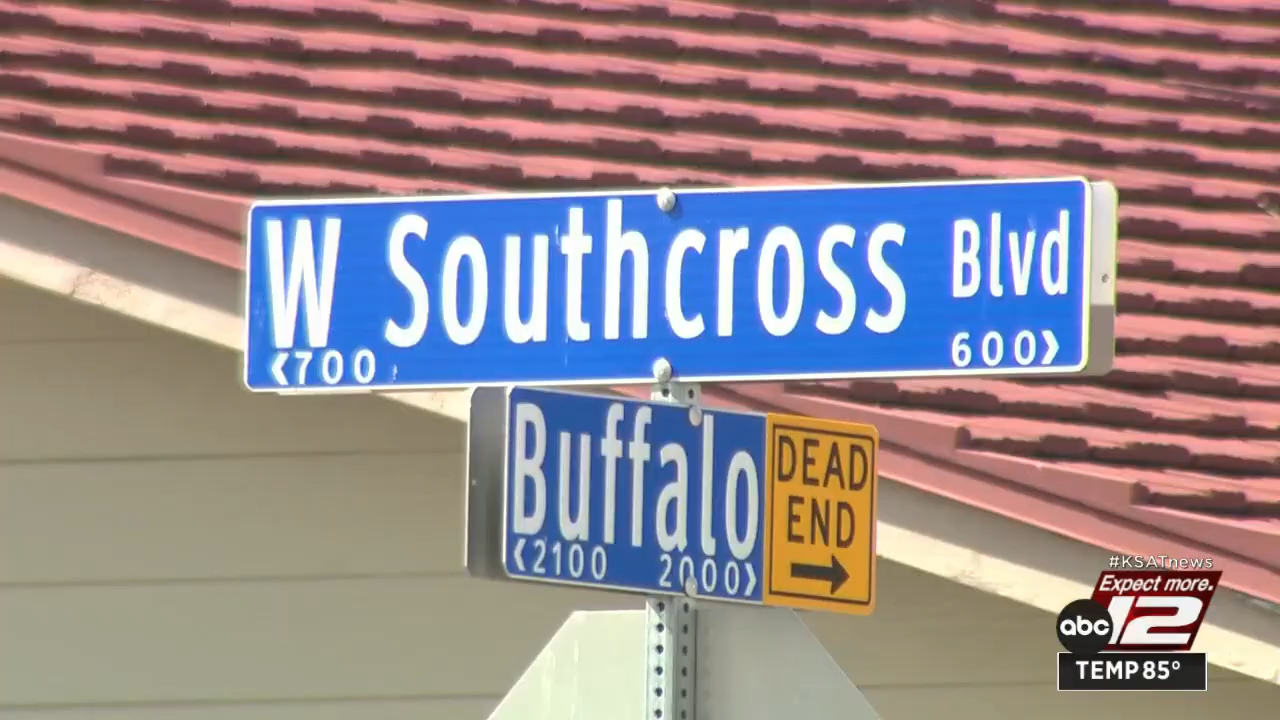 W Southcross Blvd
<700 600>
Buffalo
<2100 2000>
DEAD
END
#KSATnews
Expect more.
abc 12
TEMP 85°